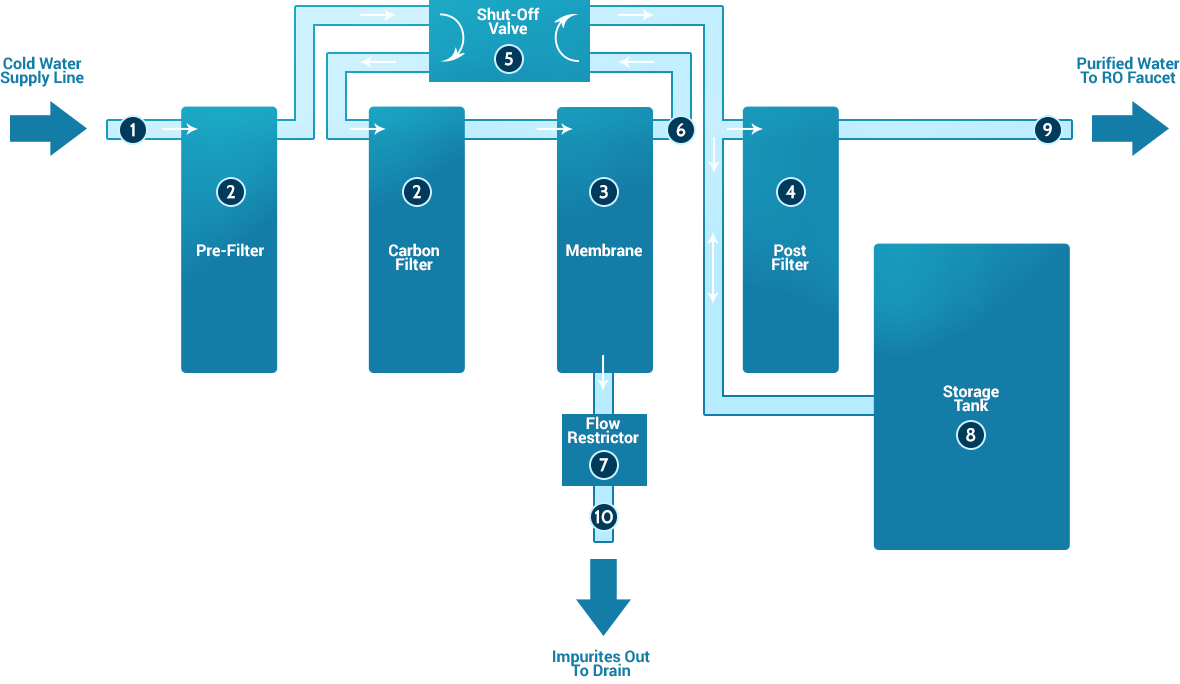 Shut-Off
Valve
5
Cold Water
Supply Line
Purified Water
To RO Faucet
1
6
9
2
2
3
4
Pre-Filter
Carbon
Filter
Membrane
Post
Filter
Storage
Tank
8
Flow
Restrictor
7
10
Impurites Out
To Drain